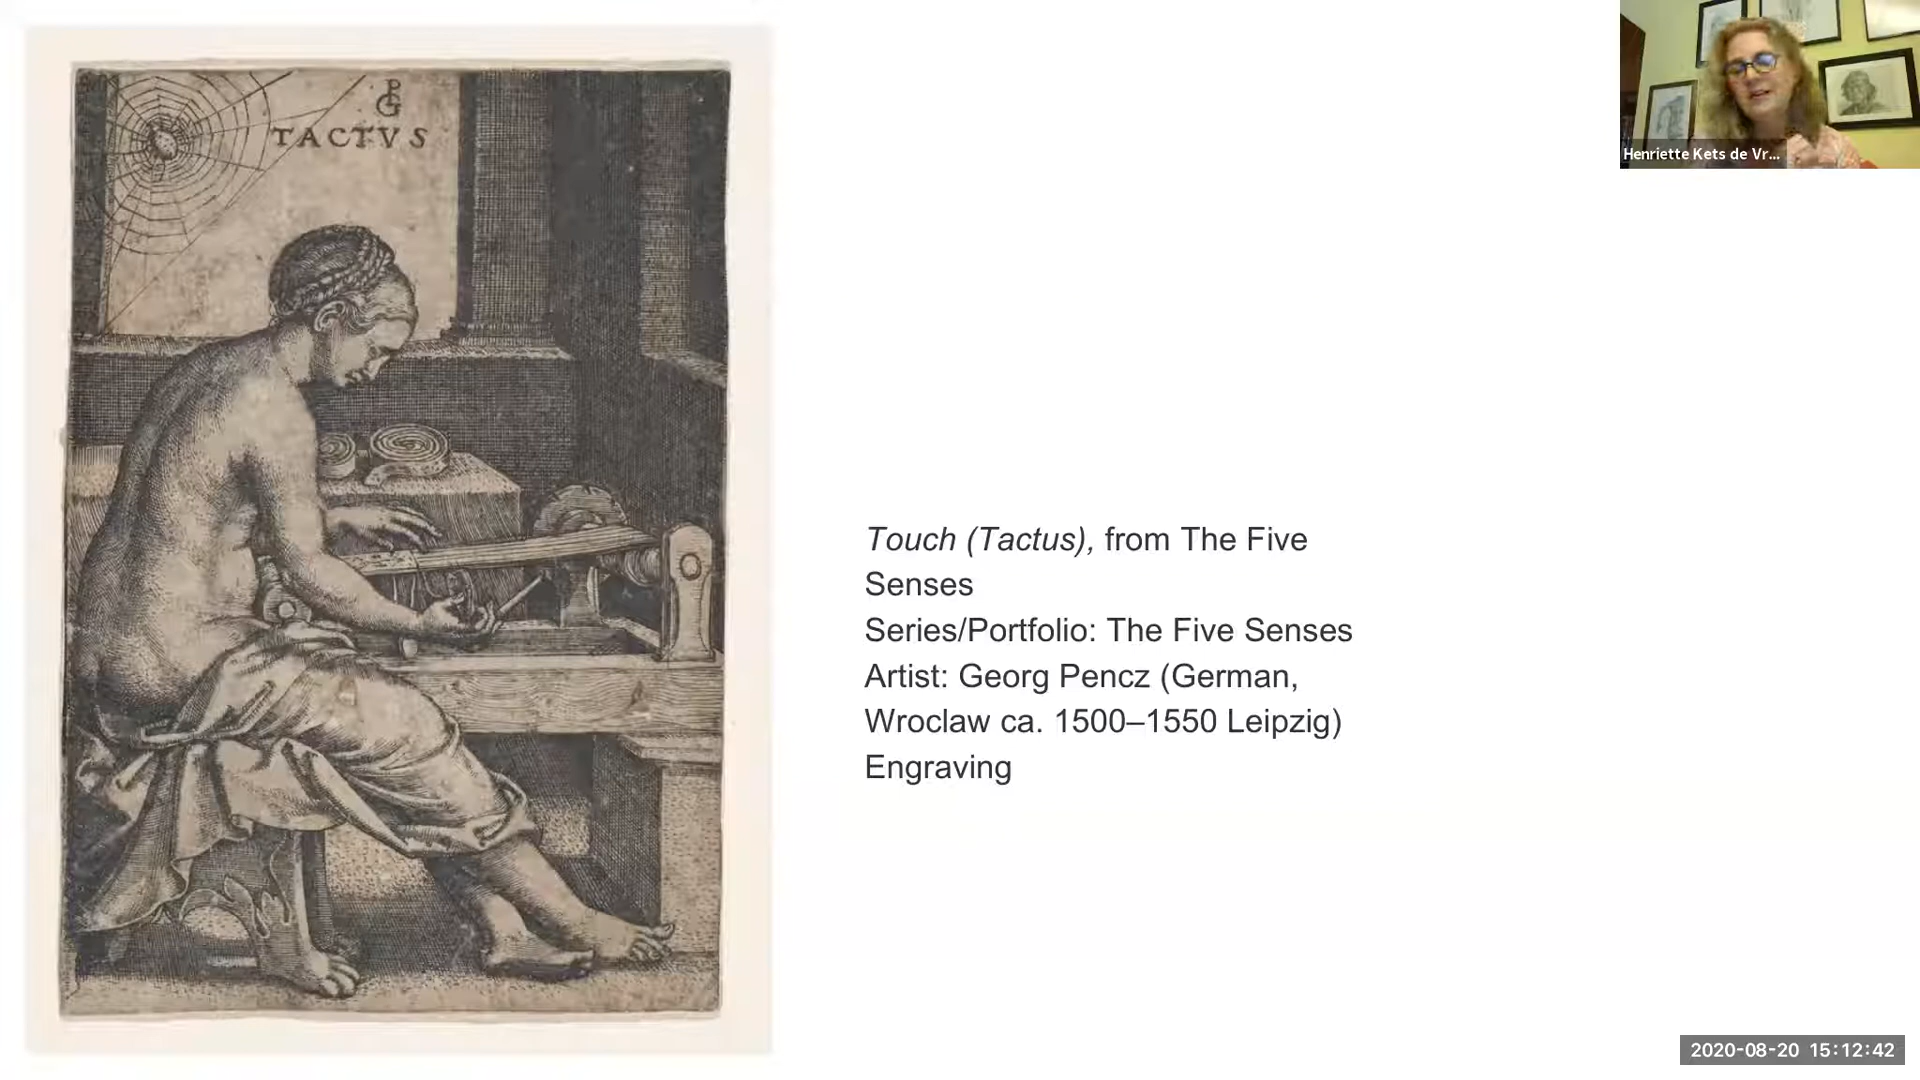 PG
TACTVS
Touch (Tactus), from The Five
Senses
Series/Portfolio: The Five Senses
Artist: Georg Pencz (German,
Wroclaw ca. 1500–1550 Leipzig)
Engraving
Henriette Kets de Vr...
2020-08-20 15:12:42